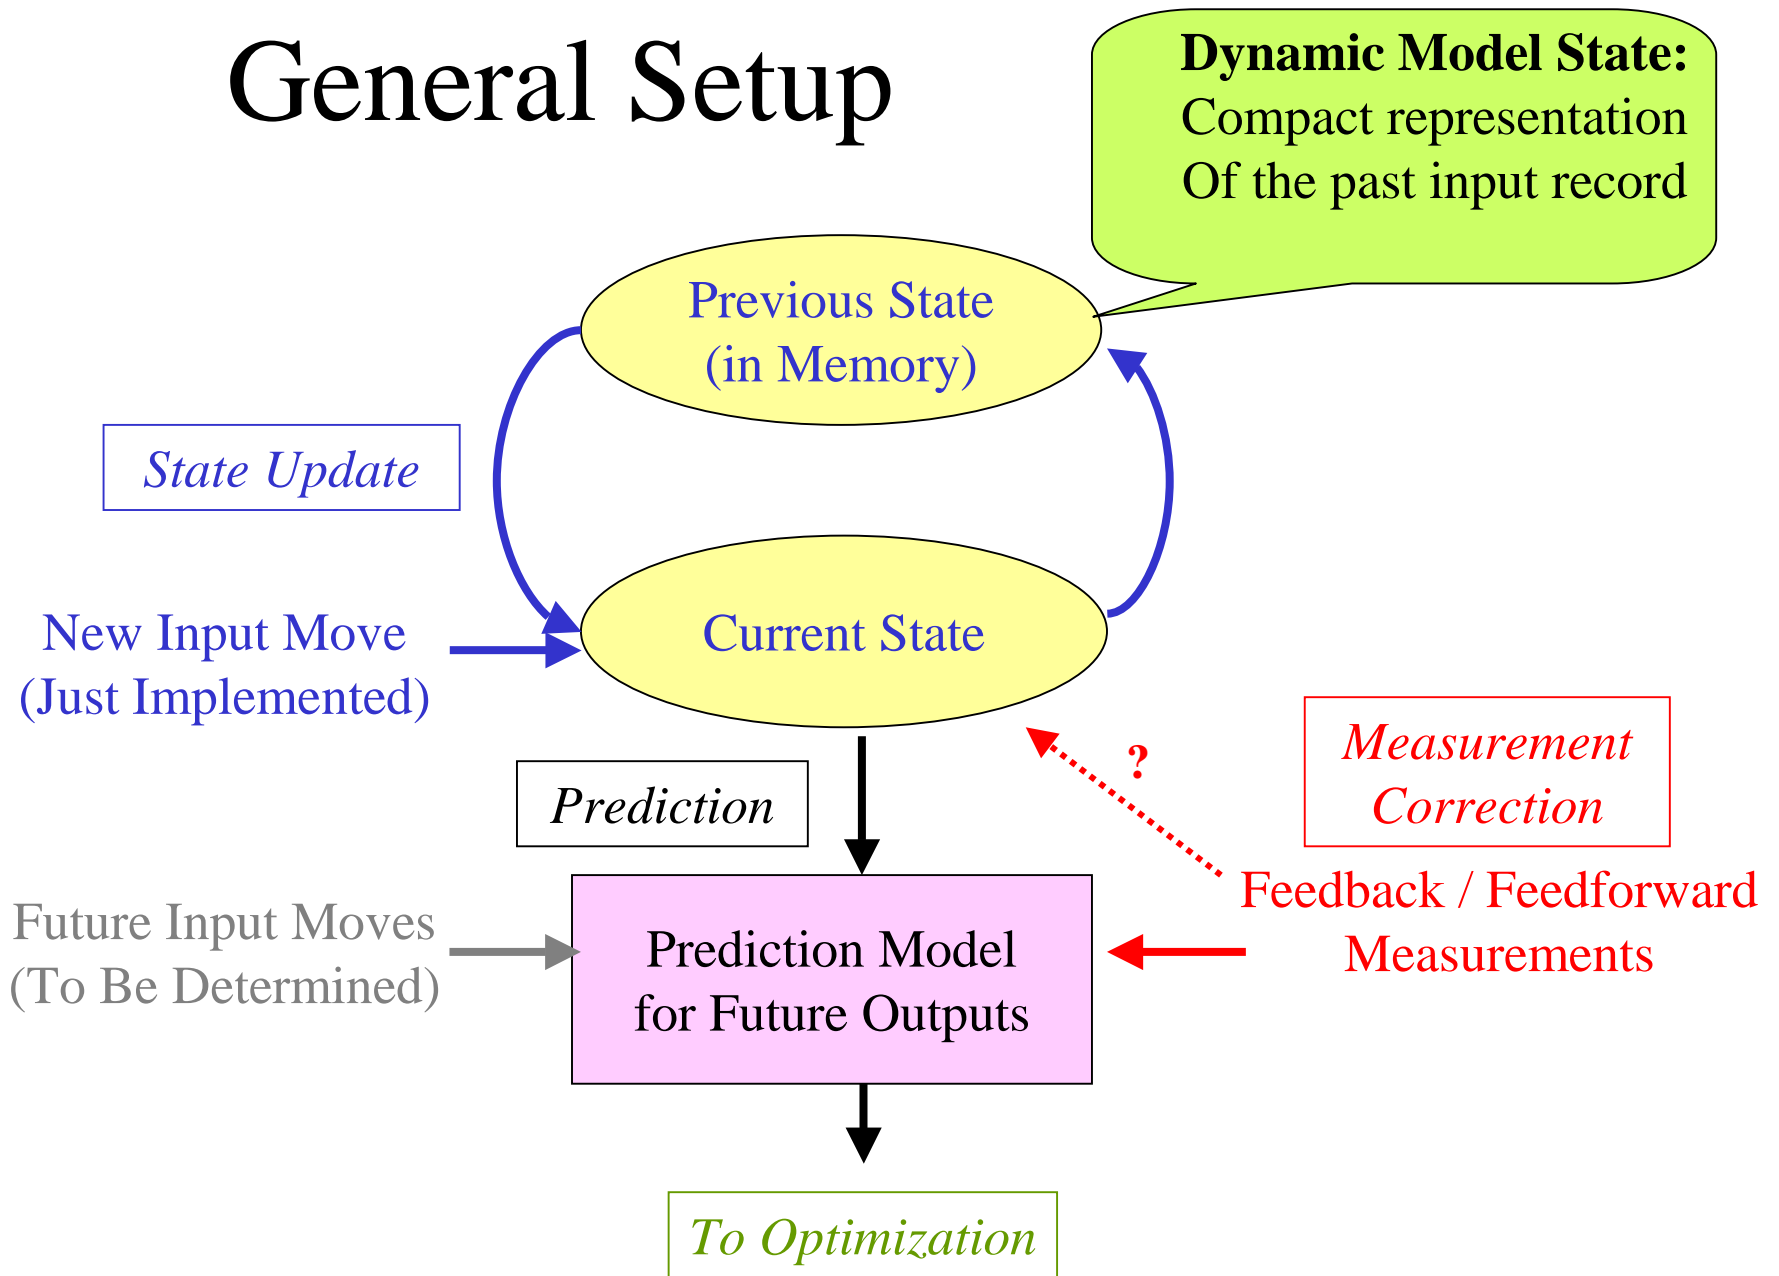 General Setup
Dynamic Model State:
Compact representation
Of the past input record
Previous State
(in Memory)
State Update
Current State
New Input Move
(Just Implemented)
?
Measurement
Correction
Prediction
Feedback / Feedforward
Measurements
Future Input Moves
(To Be Determined)
Prediction Model
for Future Outputs
To Optimization